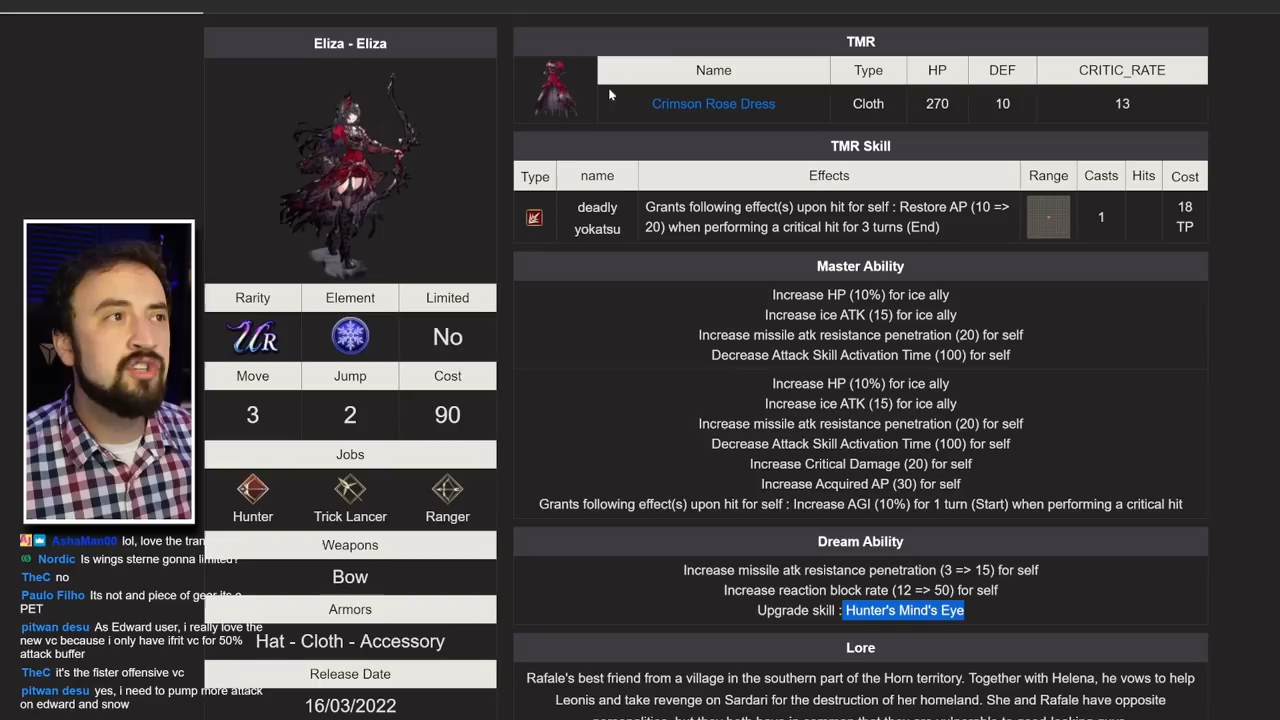 Eliza - Eliza
Rarity Element Limited
UR No
Move Jump Cost
3 2 90
Jobs
Hunter Trick Lancer Ranger
Weapons
Bow
Armors
Hat - Cloth - Accessory
Release Date
16/03/2022
TMR
Name Type HP DEF CRITIC_RATE
Crimson Rose Dress Cloth 270 10 13
TMR Skill
Type name Effects Range Casts Hits Cost
deadly yokatsu
Grants following effect(s) upon hit for self : Restore AP (10 =>
20) when performing a critical hit for 3 turns (End)
1
18 TP
Master Ability
Increase HP (10%) for ice ally
Increase ice ATK (15) for ice ally
Increase missile atk resistance penetration (20) for self
Decrease Attack Skill Activation Time (100) for self
Increase HP (10%) for ice ally
Increase ice ATK (15) for ice ally
Increase missile atk resistance penetration (20) for self
Decrease Attack Skill Activation Time (100) for self
Increase Critical Damage (20) for self
Increase Acquired AP (30) for self
Grants following effect(s) upon hit for self : Increase AGI (10%) for 1 turn (Start) when performing a critical hit
Dream Ability
Increase missile atk resistance penetration (3 => 15) for self
Increase reaction block rate (12 => 50) for self
Upgrade skill : Hunter's Mind's Eye
Lore
Rafale's best friend from a village in the southern part of the Horn territory. Together with Helena, he vows to help
Leonis and take revenge on Sardari for the destruction of her homeland. She and Rafale have opposite
AshaMan00 lol, love the
Nordic Is wings sterne gonna limited?
TheC no
Paulo Filho Its not and piece of gear its a
PET
pitwan desu As Edward user, i really love the
new vc because i only have ifrit vc for 50%
attack buffer
TheC it's the fister offensive vc
pitwan desu yes, i need to pump more attack
on edward and snow